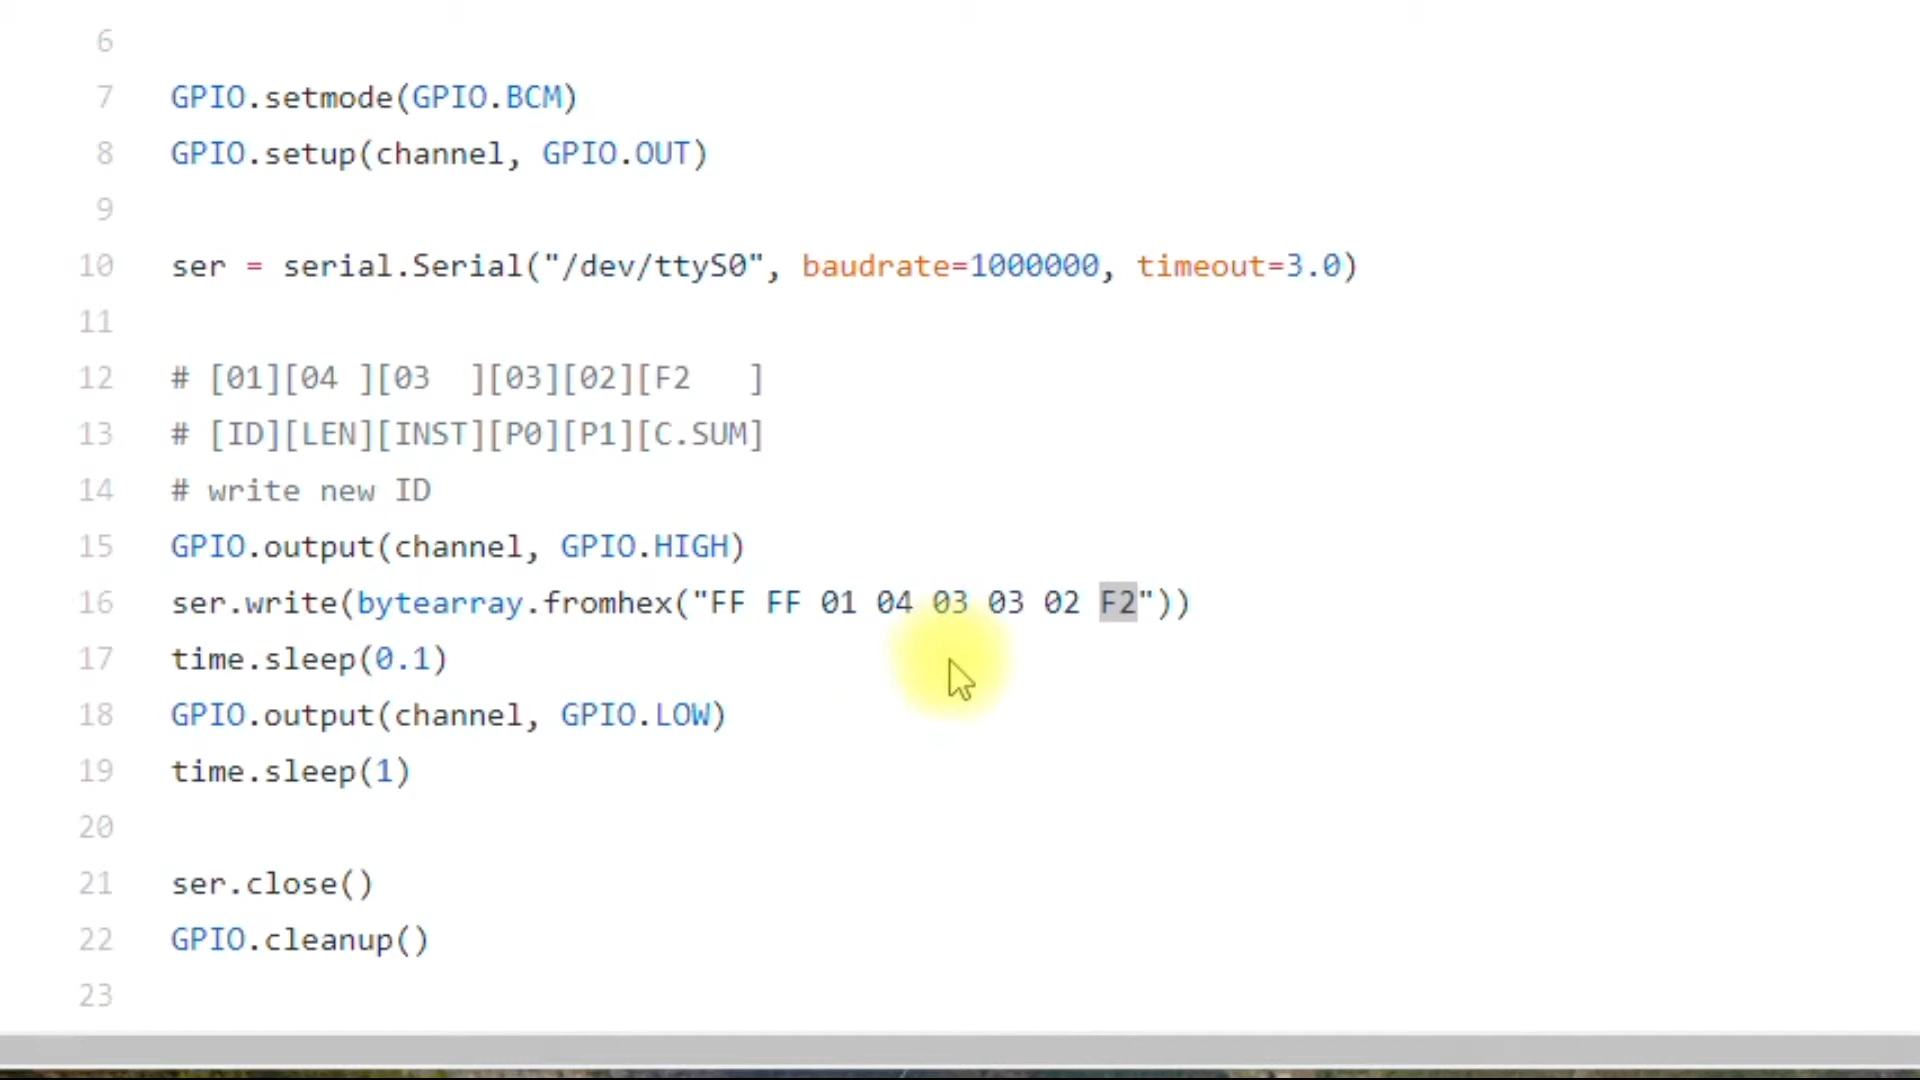 6
7 GPIO.setmode(GPIO.BCM)
8 GPIO.setup(channel, GPIO.OUT)
9
10 ser = serial.Serial("/dev/ttyS0", baudrate=1000000, timeout=3.0)
11
12 # [01][04 ][03  ][03][02][F2   ]
13 # [ID][LEN][INST][P0][P1][C.SUM]
14 # write new ID
15 GPIO.output(channel, GPIO.HIGH)
16 ser.write(bytearray.fromhex("FF FF 01 04 03 03 02 F2"))
17 time.sleep(0.1)
18 GPIO.output(channel, GPIO.LOW)
19 time.sleep(1)
20
21 ser.close()
22 GPIO.cleanup()
23